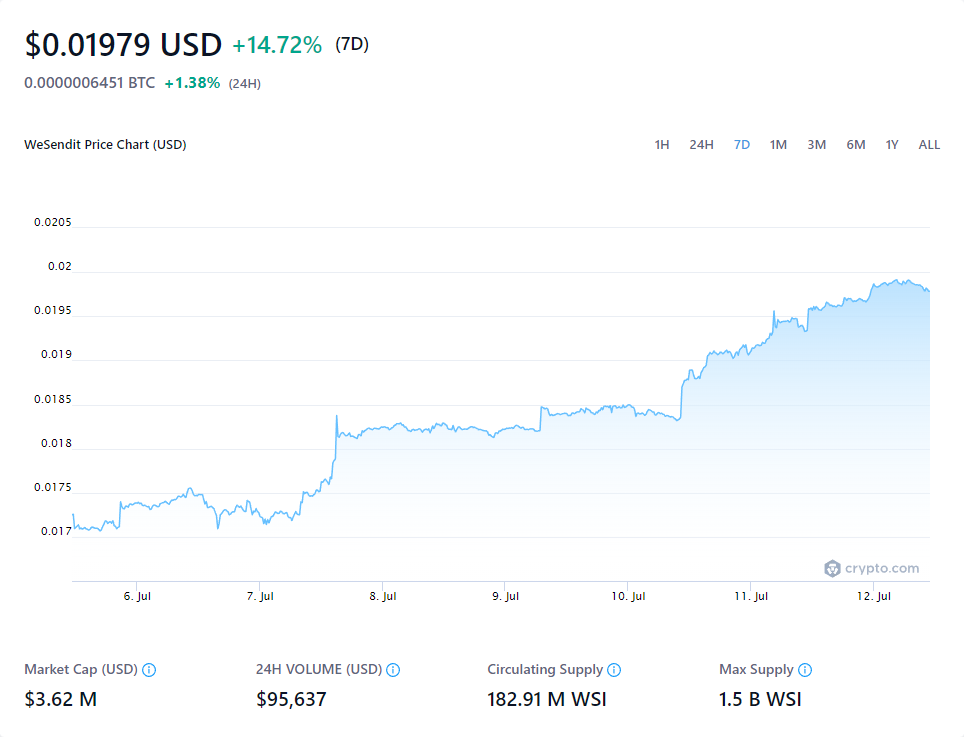 $0.01979 USD +14.72% (7D)
0.0000006451 BTC +1.38% (24H)
WeSendit Price Chart (USD)
1H 24H 7D 1M 3M 6M 1Y ALL
0.0205
0.02
0.0195
0.019
0.0185
0.018
0.0175
0.017
crypto.com
6. Jul 7. Jul 8. Jul 9. Jul 10. Jul 11. Jul 12. Jul
Market Cap (USD) 24H VOLUME (USD) Circulating Supply Max Supply
$3.62 M $95,637 182.91 M WSI 1.5 B WSI